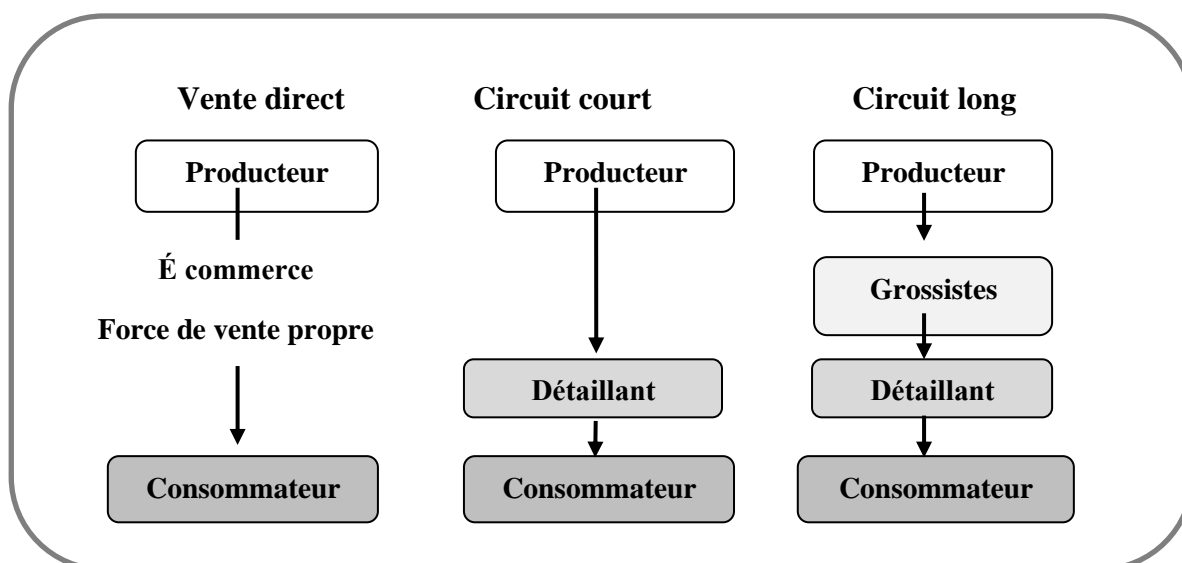 Vente direct
Circuit court
Circuit long
Producteur
Producteur
Producteur
É commerce
Grossistes
Force de vente propre
Détaillant
Détaillant
Consommateur
Consommateur
Consommateur